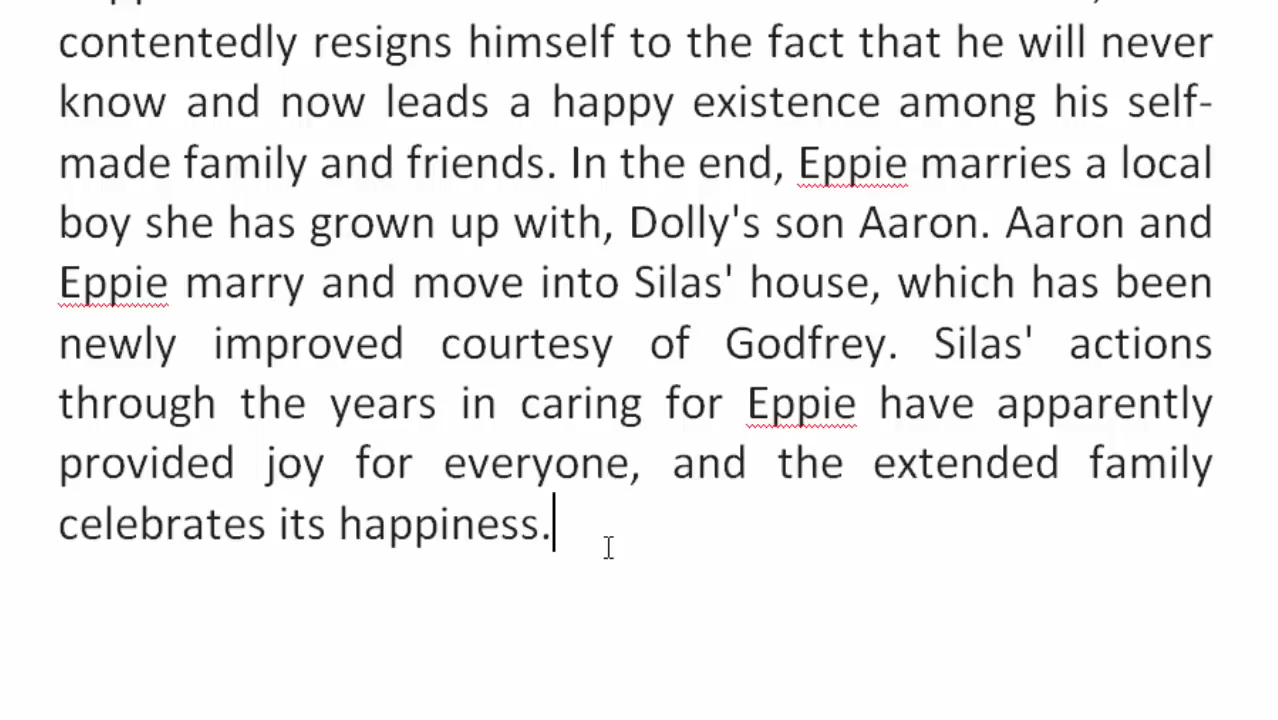 contentedly resigns himself to the fact that he will never
know and now leads a happy existence among his self-
made family and friends. In the end, Eppie marries a local
boy she has grown up with, Dolly's son Aaron. Aaron and
Eppie marry and move into Silas' house, which has been
newly improved courtesy of Godfrey. Silas' actions
through the years in caring for Eppie have apparently
provided joy for everyone, and the extended family
celebrates its happiness.